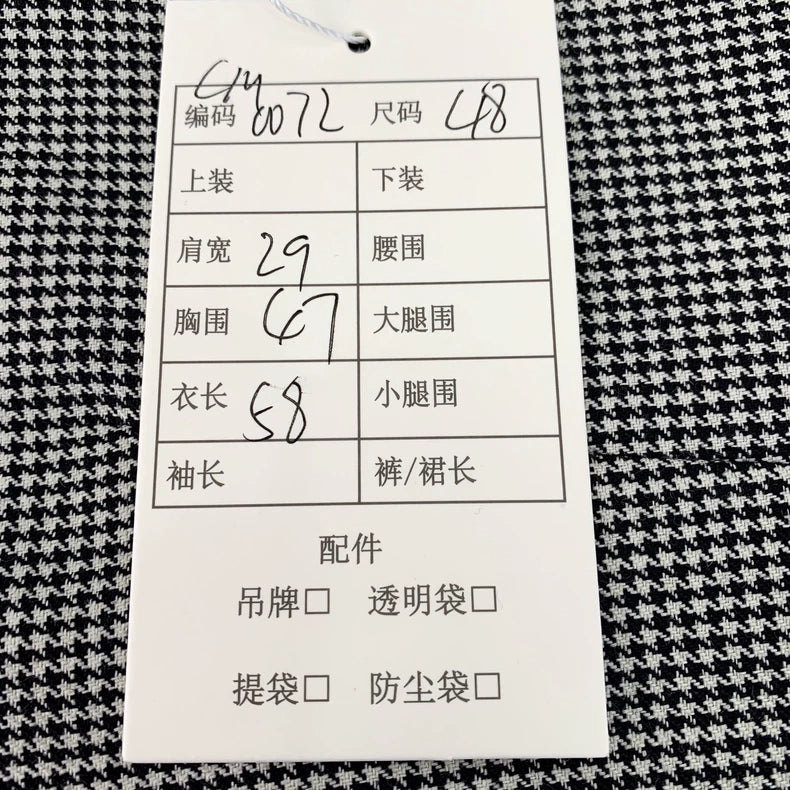 编码 0072 尺码 48
上装 下装
肩宽 29 腰围
胸围 47 大腿围
衣长 58 小腿围
袖长 裤/裙长
配件
吊牌□ 透明袋□
提袋□ 防尘袋□